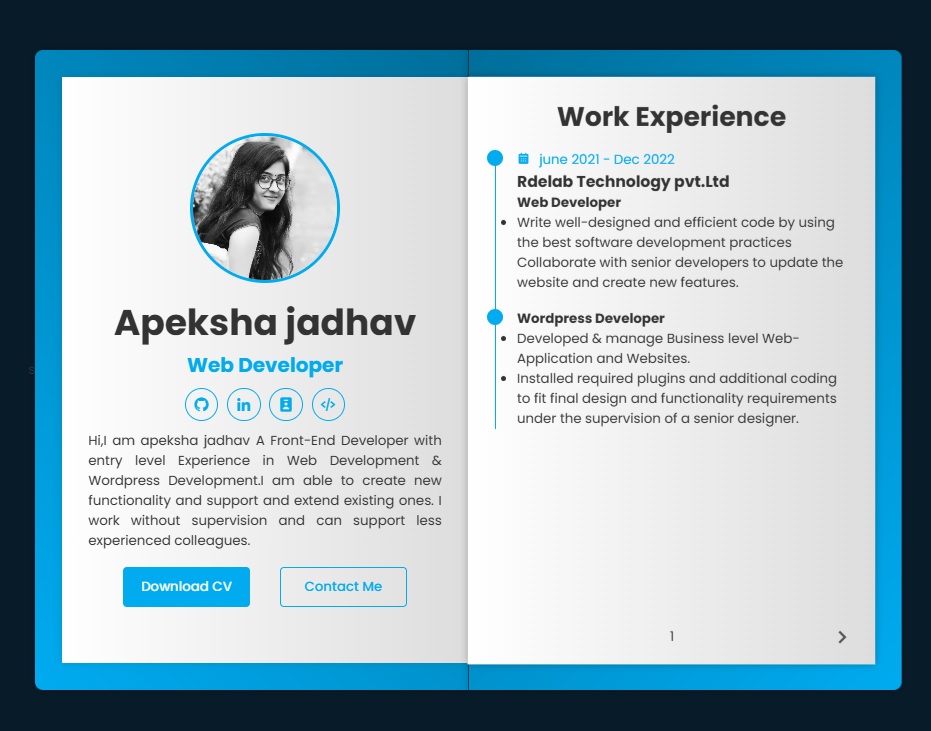 Apeksha jadhav
Web Developer
Hi,I am apeksha jadhav A Front-End Developer with
entry level Experience in Web Development &
Wordpress Development.I am able to create new
functionality and support and extend existing ones. I
work without supervision and can support less
experienced colleagues.
Download CV
Contact Me
Work Experience
june 2021 - Dec 2022
Rdelab Technology pvt.Ltd
Web Developer
• Write well-designed and efficient code by using
the best software development practices
Collaborate with senior developers to update the
website and create new features.
Wordpress Developer
• Developed & manage Business level Web-
Application and Websites.
• Installed required plugins and additional coding
to fit final design and functionality requirements
under the supervision of a senior designer.
1